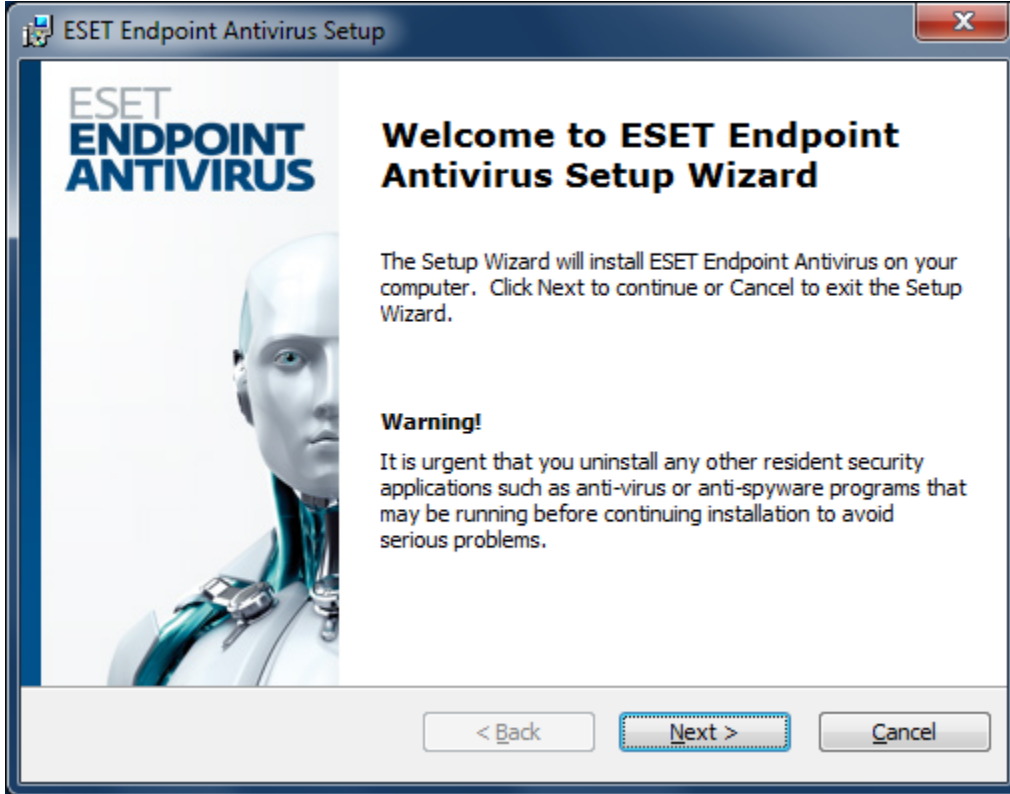 ESET Endpoint Antivirus Setup
ESET
ENDPOINT
ANTIVIRUS
Welcome to ESET Endpoint
Antivirus Setup Wizard
The Setup Wizard will install ESET Endpoint Antivirus on your
computer.  Click Next to continue or Cancel to exit the Setup
Wizard.
Warning!
It is urgent that you uninstall any other resident security
applications such as anti-virus or anti-spyware programs that
may be running before continuing installation to avoid
serious problems.
< Back
Next >
Cancel